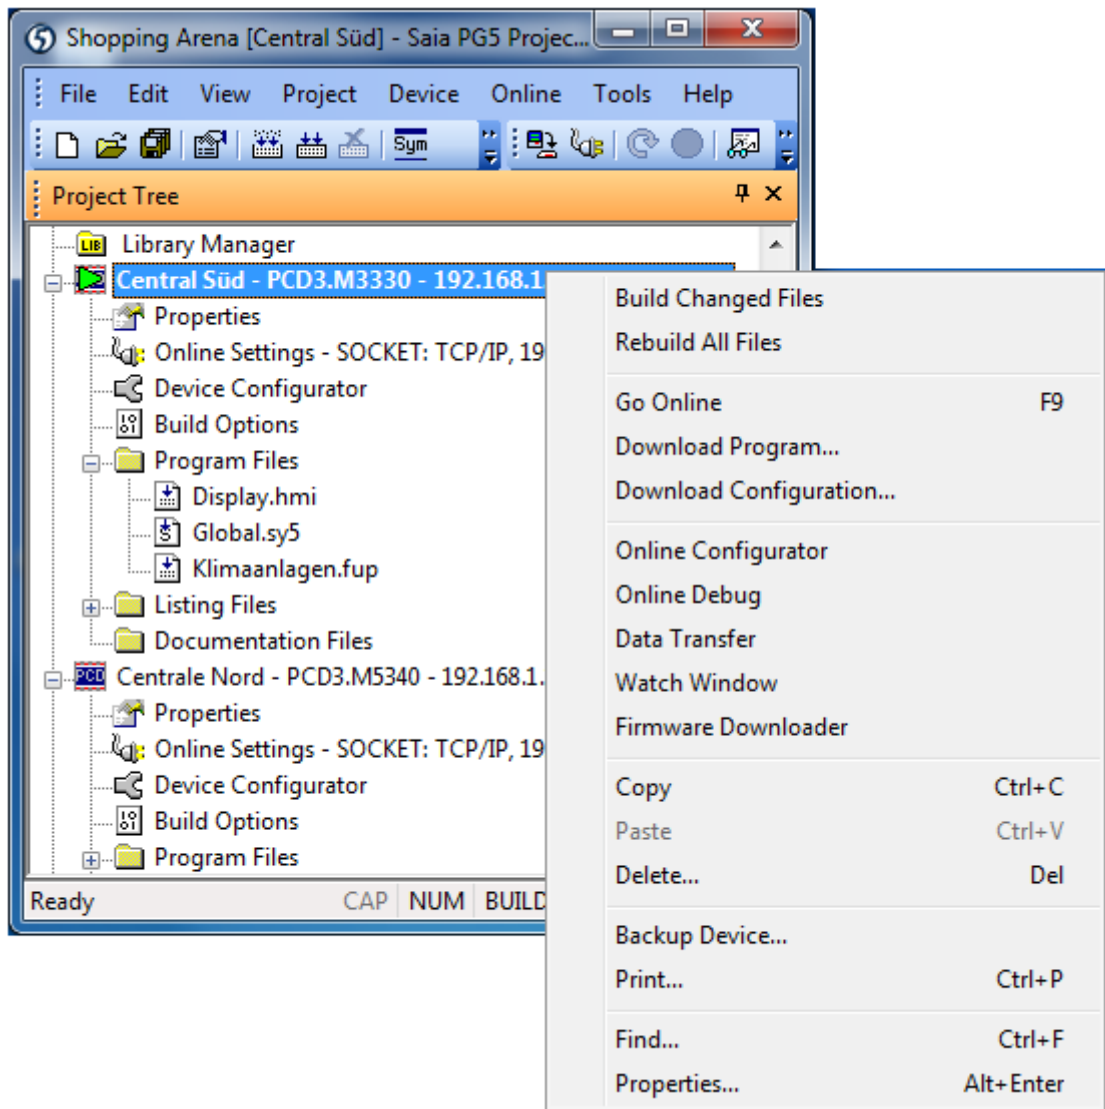 Shopping Arena [Central Süd] - Saia PG5 Projec...
File Edit View Project Device Online Tools Help
Sym
Project Tree
LIB Library Manager
Central Süd - PCD3.M3330 - 192.168.1.
Properties
Online Settings - SOCKET: TCP/IP, 19
Device Configurator
Build Options
Program Files
Display.hmi
Global.sy5
Klimaanlagen.fup
Listing Files
Documentation Files
PCD Centrale Nord - PCD3.M5340 - 192.168.1.
Properties
Online Settings - SOCKET: TCP/IP, 19
Device Configurator
Build Options
Program Files
Ready CAP NUM BUILD
Build Changed Files
Rebuild All Files
Go Online F9
Download Program...
Download Configuration...
Online Configurator
Online Debug
Data Transfer
Watch Window
Firmware Downloader
Copy Ctrl+C
Paste Ctrl+V
Delete... Del
Backup Device...
Print... Ctrl+P
Find... Ctrl+F
Properties... Alt+Enter